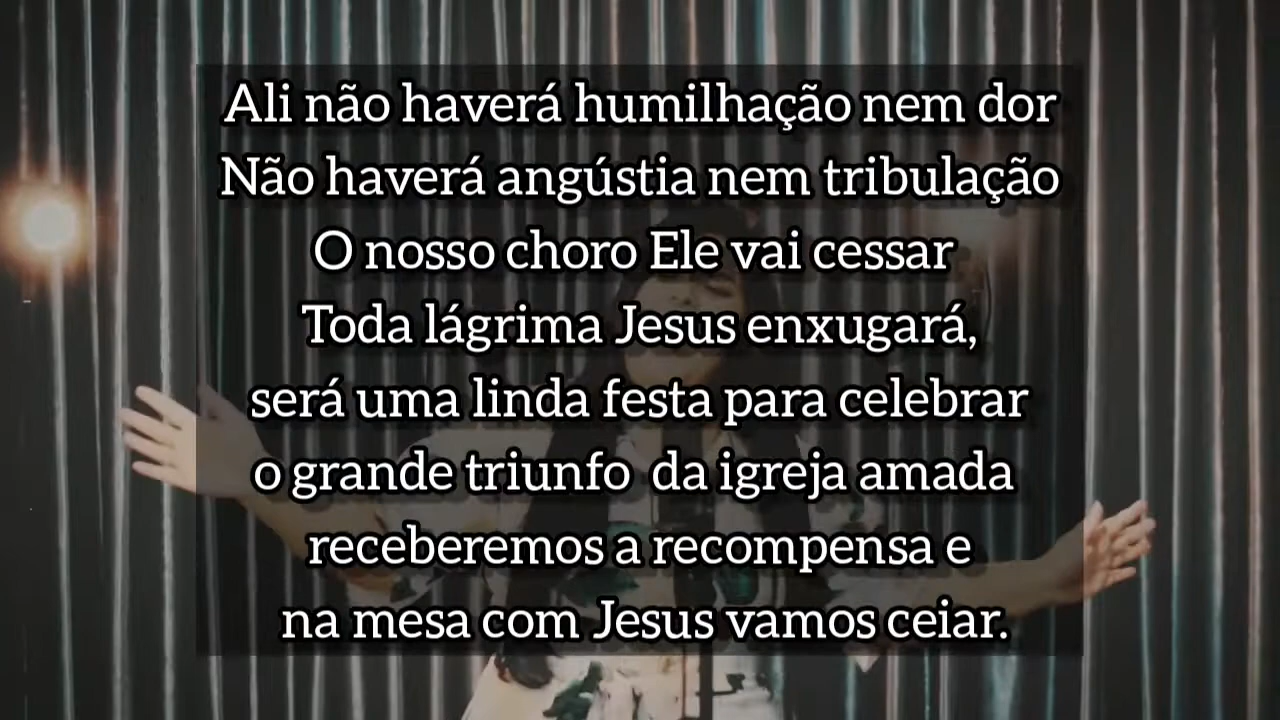 Ali não haverá humilhação nem dor
Não haverá angústia nem tribulação
O nosso choro Ele vai cessar
Toda lágrima Jesus enxugará,
será uma linda festa para celebrar
o grande triunfo da igreja amada
receberemos a recompensa e
na mesa com Jesus vamos ceiar.